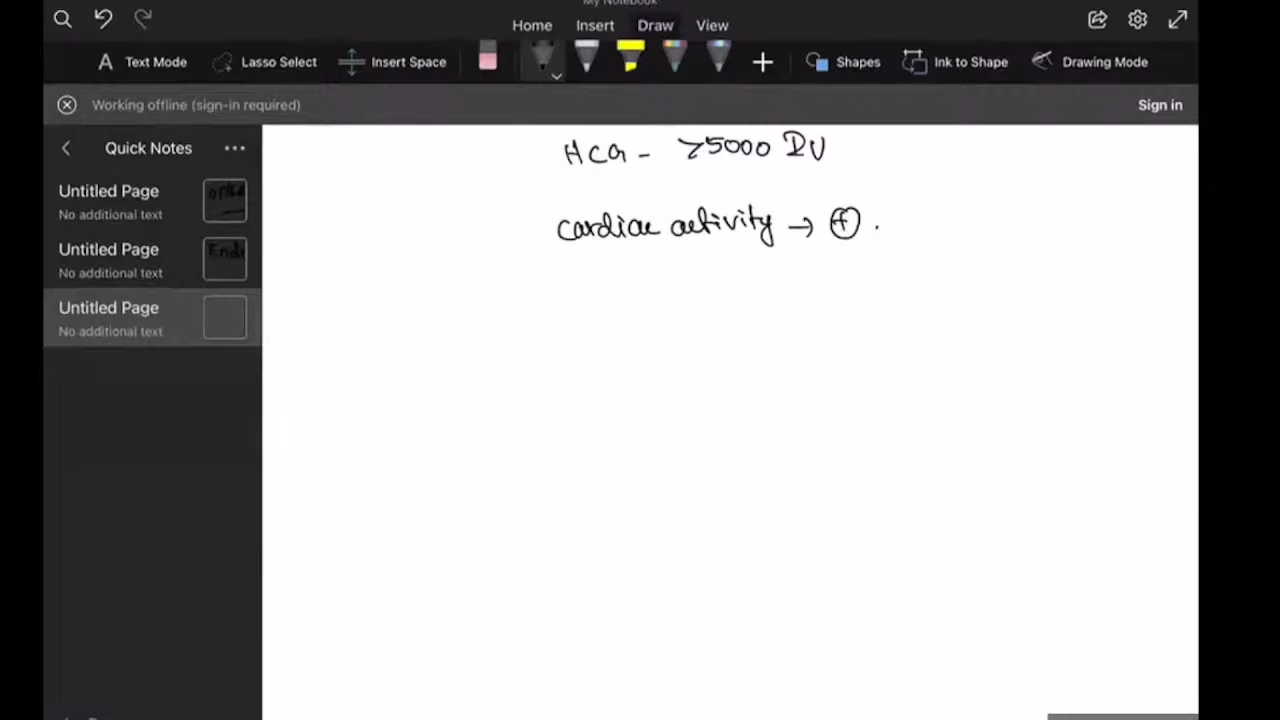 My Notebook
Home Insert Draw View
Text Mode Lasso Select Insert Space Shapes Ink to Shape Drawing Mode
Working offline (sign-in required) Sign in
Quick Notes
Untitled Page
No additional text
Untitled Page
No additional text
Untitled Page
No additional text
HCG - >5000 IU
cardiac activity → (+) .